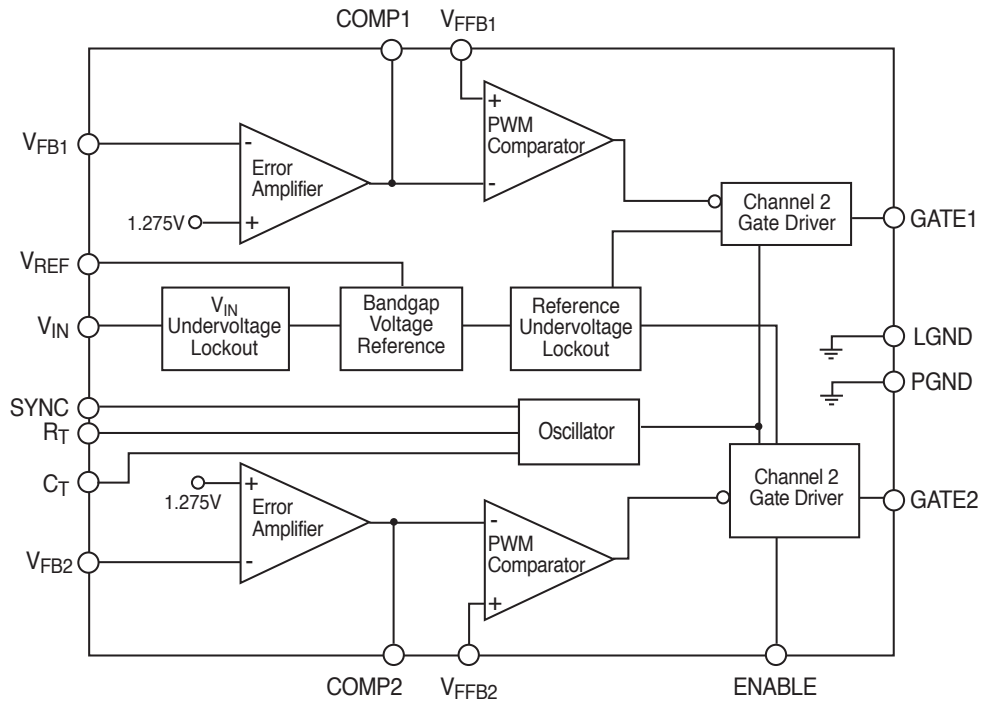 COMP1
VFFB1
VFB1
-
Error
Amplifier
1.275V
+
+
PWM
Comparator
-
Channel 2
Gate Driver
GATE1
VREF
VIN
VIN
Undervoltage
Lockout
Bandgap
Voltage
Reference
Reference
Undervoltage
Lockout
LGND
PGND
SYNC
RT
CT
Oscillator
1.275V
+
Error
Amplifier
-
VFB2
-
PWM
Comparator
+
Channel 2
Gate Driver
GATE2
COMP2
VFFB2
ENABLE